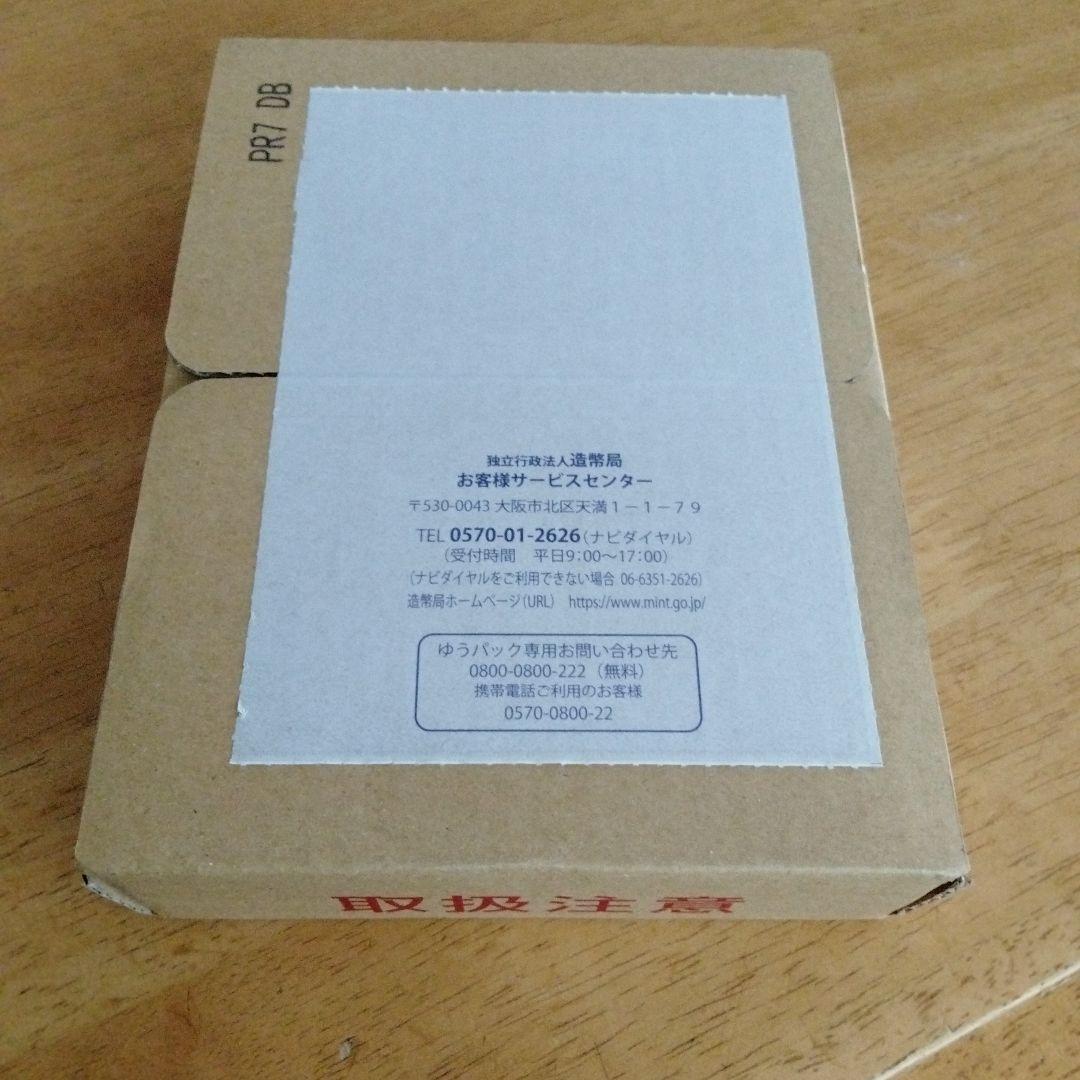 PR7 DB
独立行政法人造幣局
お客様サービスセンター
〒530-0043 大阪市北区天満1-1-79
TEL 0570-01-2626(ナビダイヤル)
(受付時間 平日9:00～17:00)
(ナビダイヤルをご利用できない場合 06-6351-2626)
造幣局ホームページ(URL) https://www.mint.go.jp/
ゆうパック専用お問い合わせ先
0800-0800-222(無料)
携帯電話ご利用のお客様
0570-0800-22
取扱注意